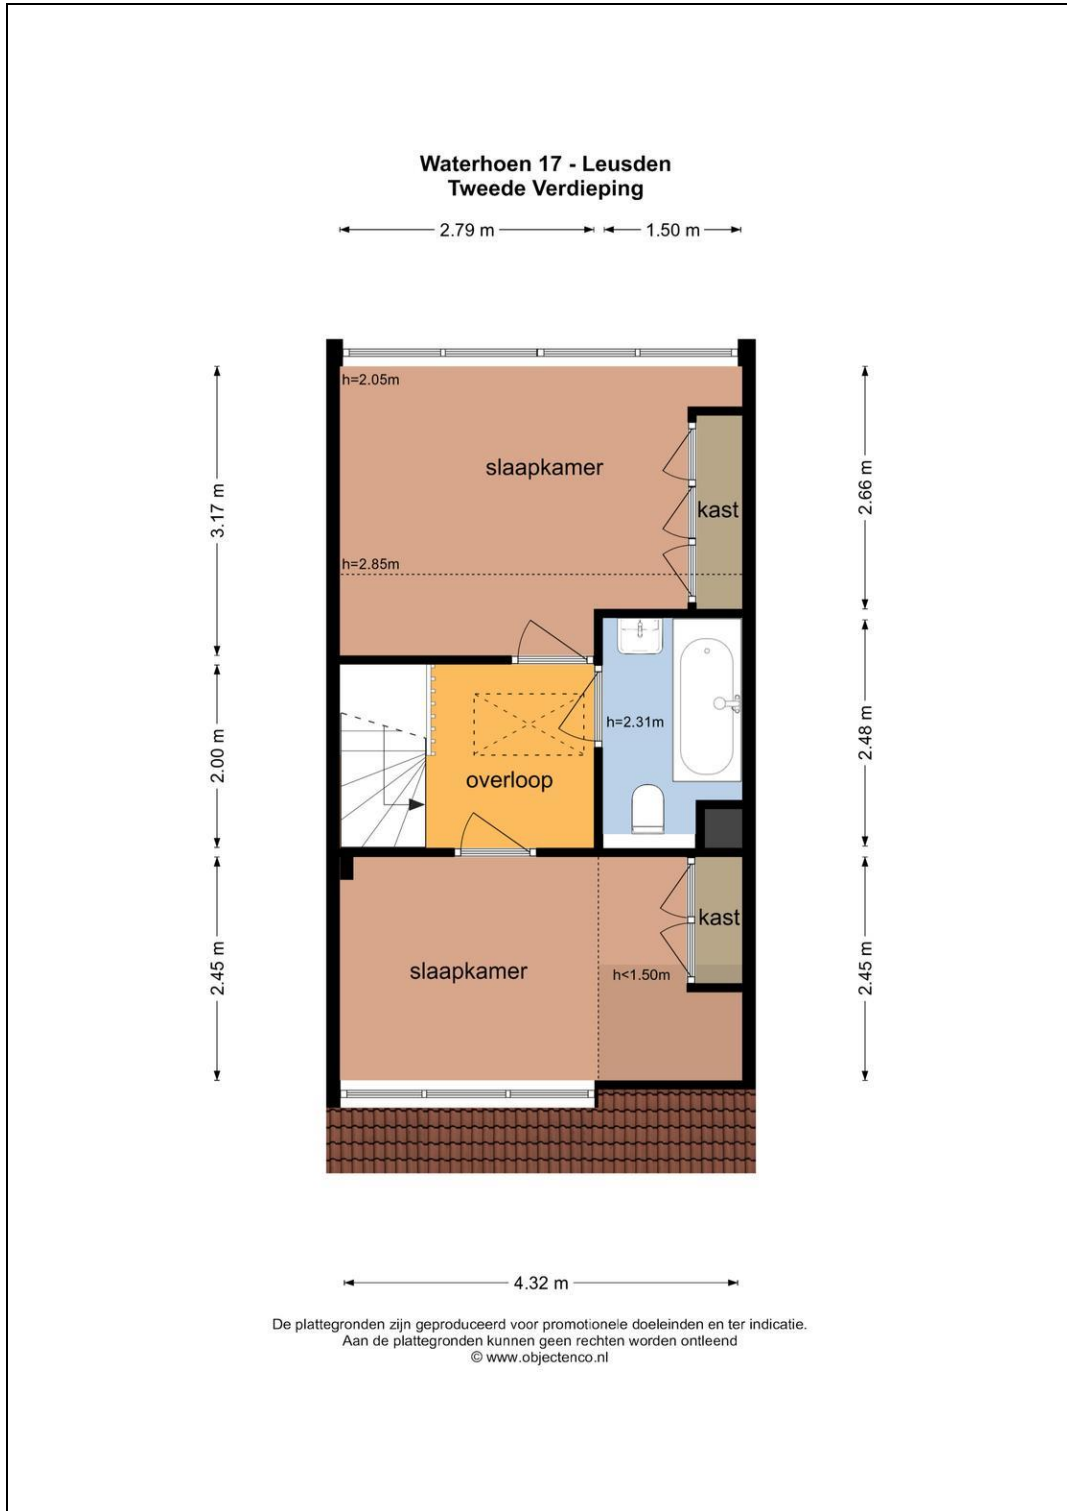 Waterhoen 17 - Leusden
Tweede Verdieping
2.79 m
1.50 m
h=2.05m
slaapkamer
kast
h=2.85m
3.17 m
2.66 m
h=2.31m
overloop
2.00 m
2.48 m
kast
slaapkamer
h<1.50m
2.45 m
2.45 m
4.32 m
De plattegronden zijn geproduceerd voor promotionele doeleinden en ter indicatie.
Aan de plattegronden kunnen geen rechten worden ontleend
© www.objectenco.nl